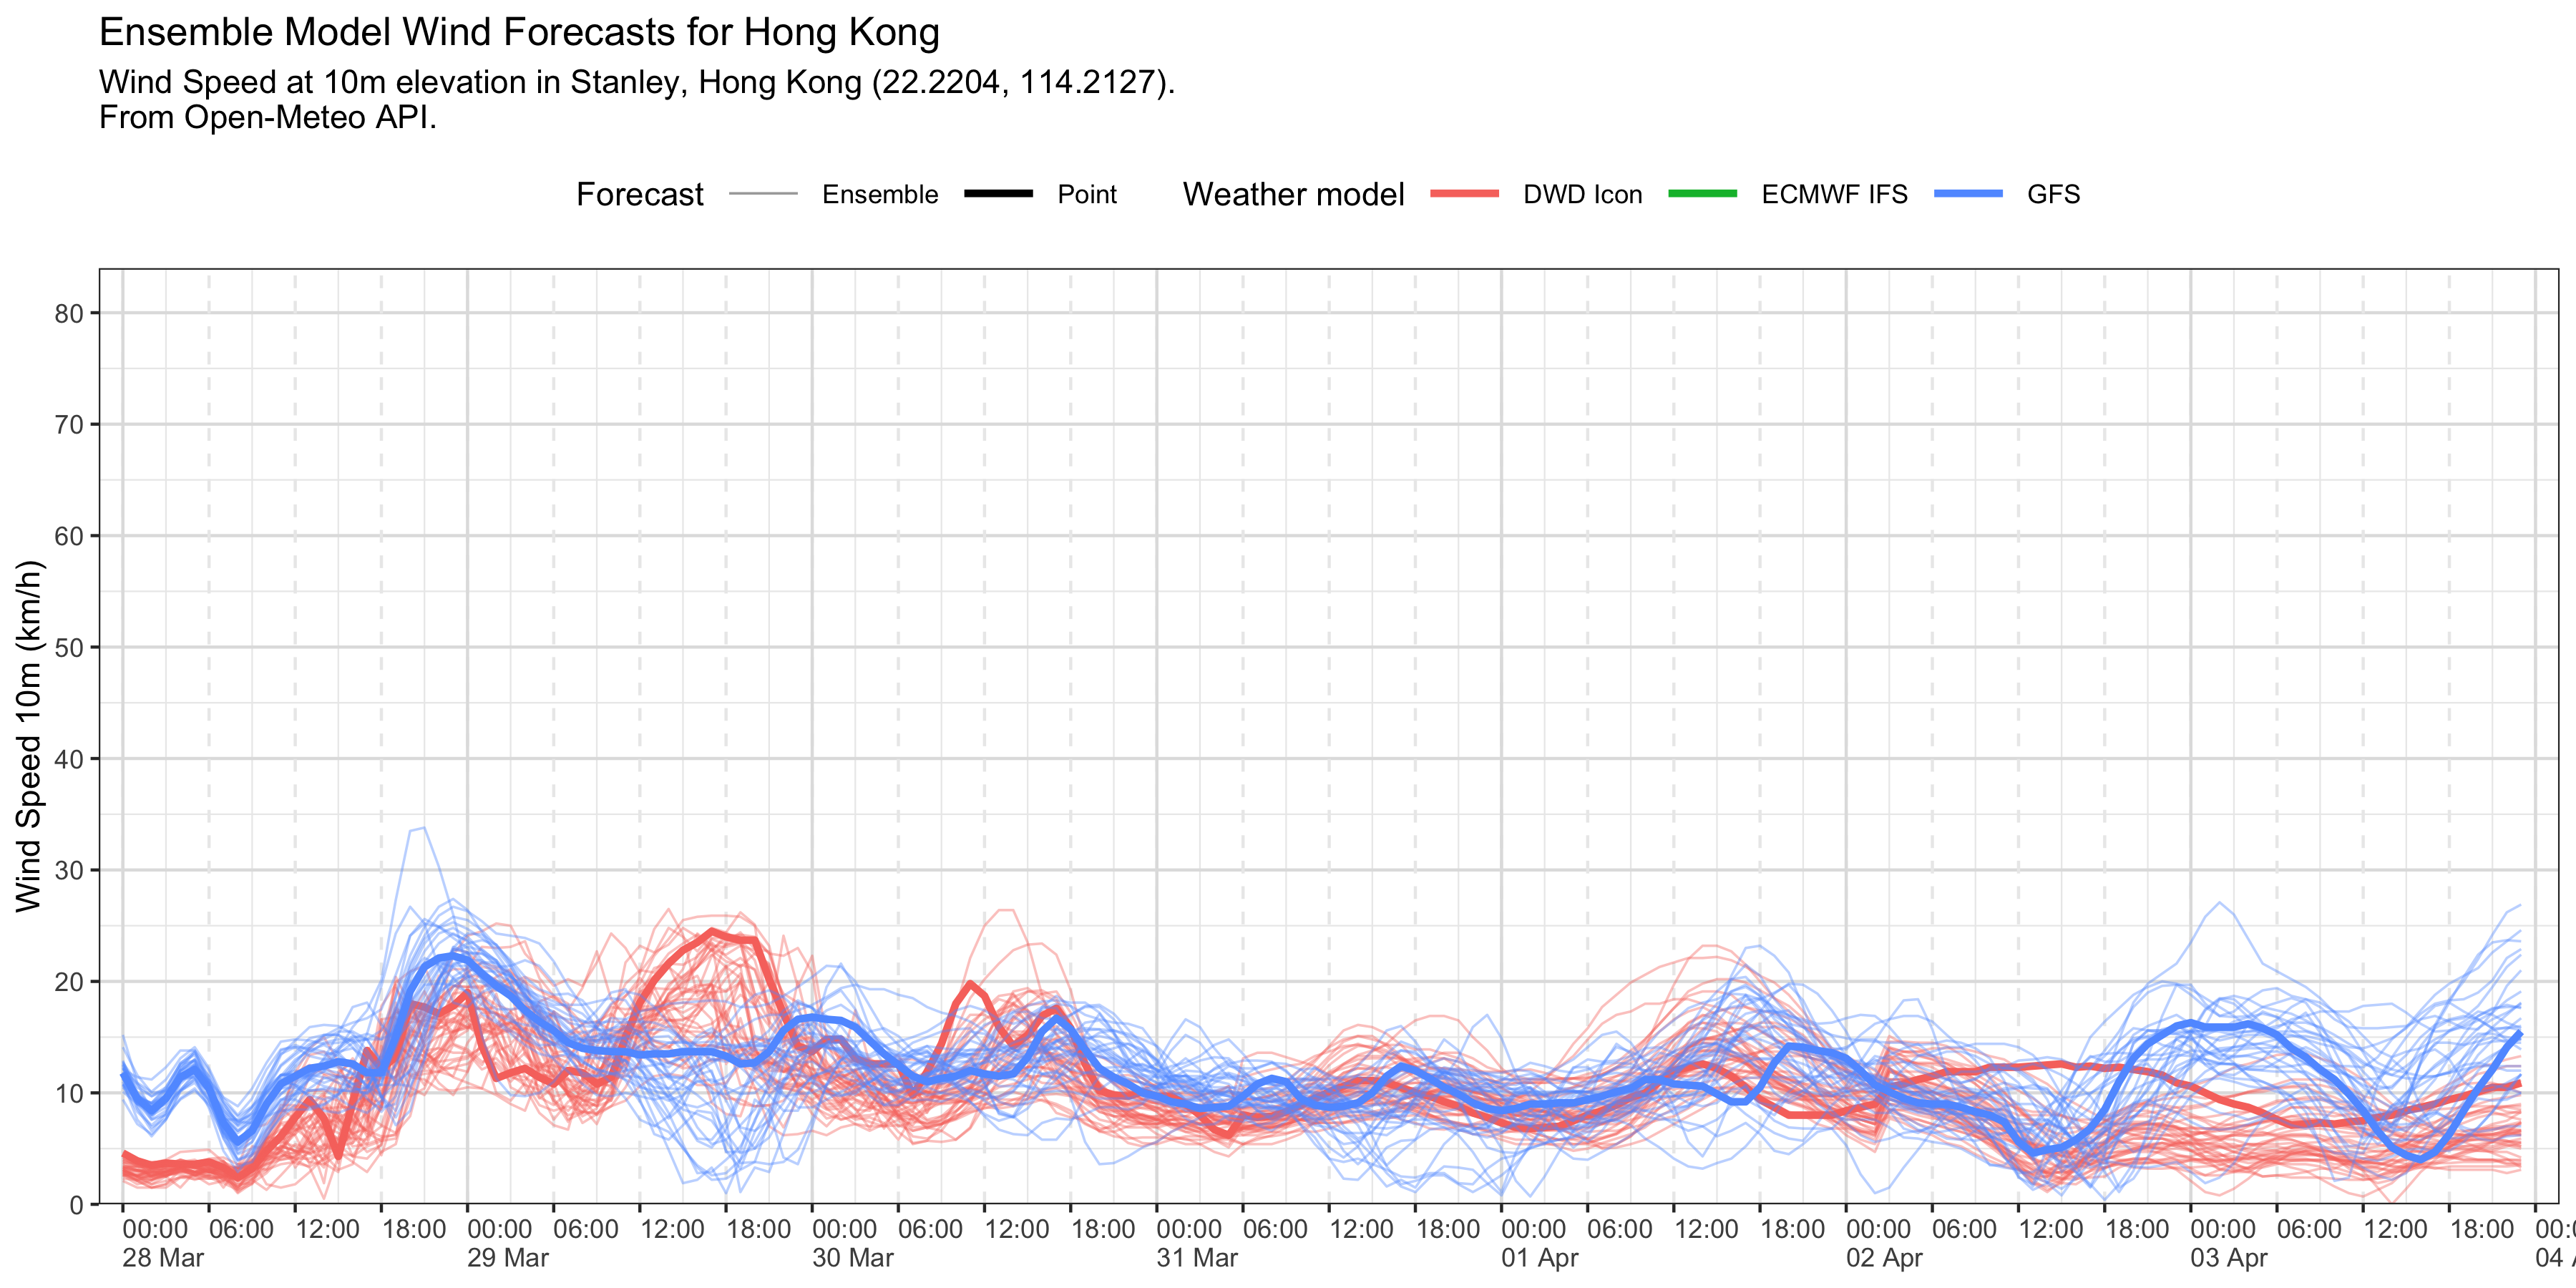 Ensemble Model Wind Forecasts for Hong Kong
Wind Speed at 10m elevation in Stanley, Hong Kong (22.2204, 114.2127).
From Open-Meteo API.
Forecast Ensemble Point Weather model DWD Icon ECMWF IFS GFS
Wind Speed 10m (km/h)
80
70
60
50
40
30
20
10
0
00:00 06:00 12:00 18:00 00:00 06:00 12:00 18:00 00:00 06:00 12:00 18:00 00:00 06:00 12:00 18:00 00:00 06:00 12:00 18:00 00:00 06:00 12:00 18:00 00:00 06:00 12:00 18:00
28 Mar 29 Mar 30 Mar 31 Mar 01 Apr 02 Apr 03 Apr 04